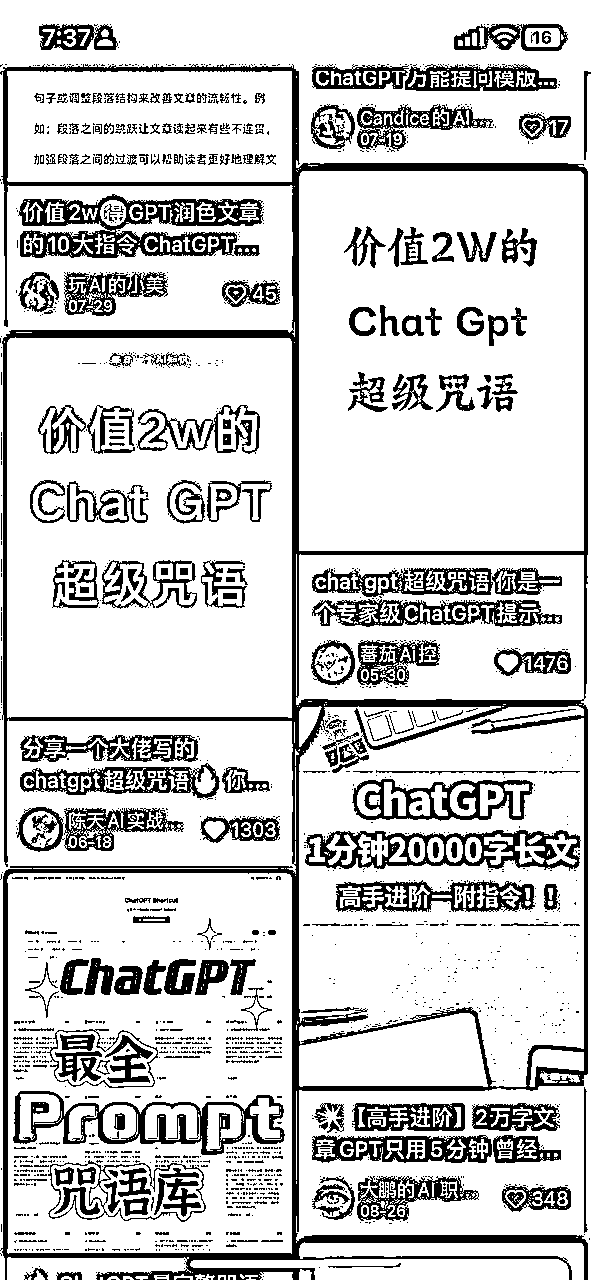 7:37
16
句子或调整段落结构来改善文章的流畅性。例
如：段落之间的跳跃让文章读起来有些不连贯，
加强段落之间的过渡可以帮助读者更好地理解文
价值2w得GPT润色文章
的10大指令 ChatGPT...
玩AI的小美
07-29
45
价值2w的
Chat GPT
超级咒语
分享一个大佬写的
chatgpt超级咒语🔥你...
陈天AI实战...
06-18
1303
ChatGPT Shortcut
ChatGPT
最全
Prompt
咒语库
ChatGPT万能提问模版...
Candice的AI...
07-19
17
价值2W的
Chat Gpt
超级咒语
chat gpt 超级咒语 你是一
个专家级ChatGPT提示...
蕃茄AI控
05-30
1476
ChatGPT
1分钟20000字长文
高手进阶—附指令！！
【高手进阶】2万字文
章GPT只用5分钟 曾经...
大鹏的AI职...
08-26
348